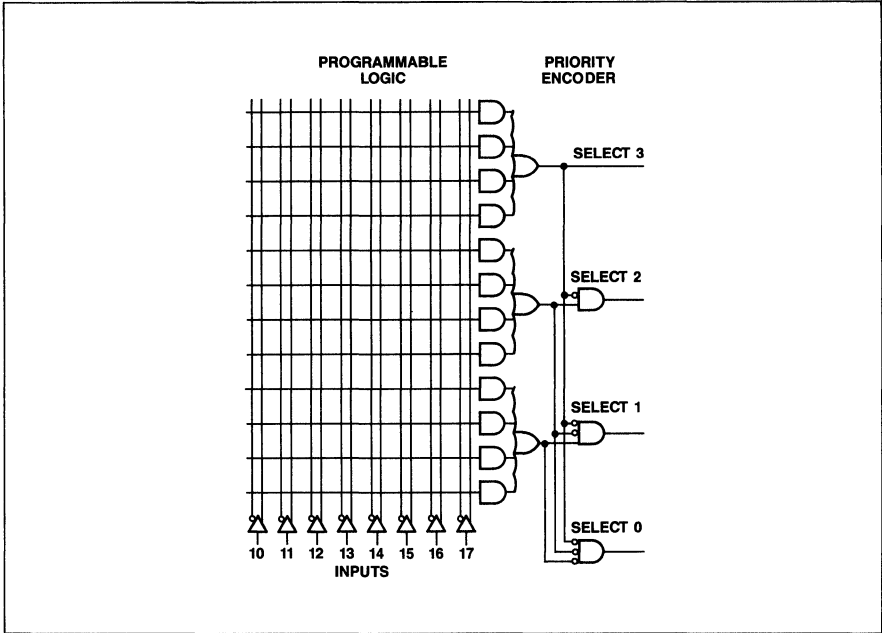 PROGRAMMABLE
LOGIC
PRIORITY
ENCODER
SELECT 3
SELECT 2
SELECT 1
SELECT 0
10 11 12 13 14 15 16 17
INPUTS